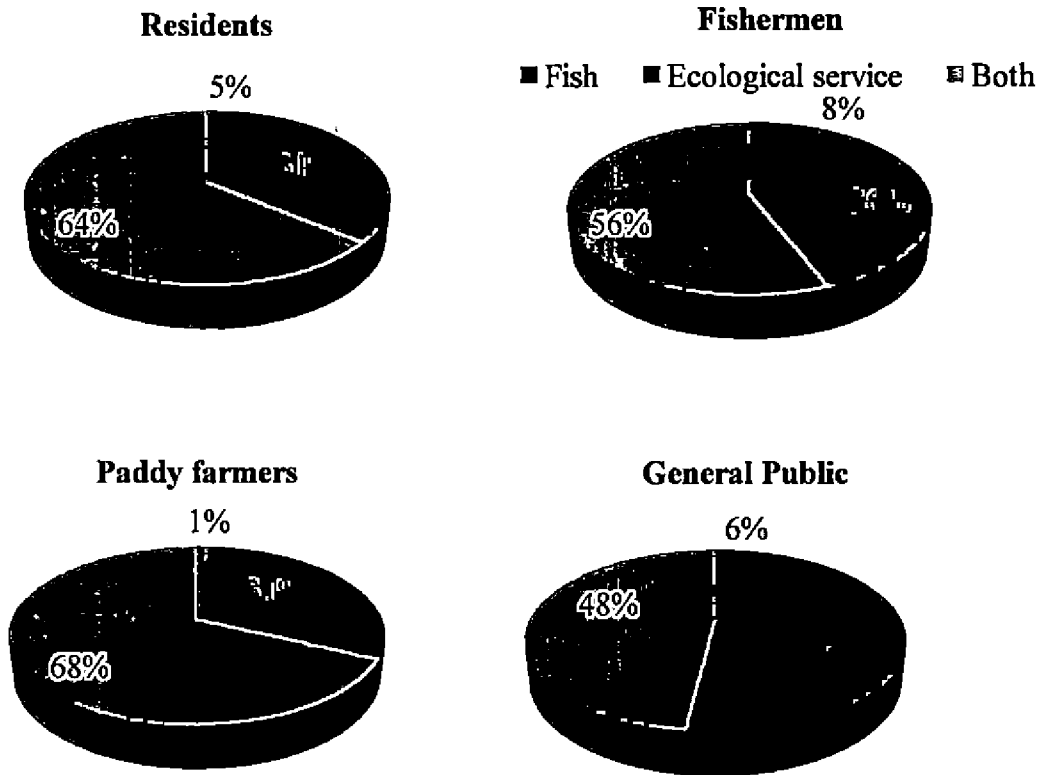 Residents
5%
64%
Fishermen
■ Fish ■ Ecological service ■ Both
8%
56%
Paddy farmers
1%
68%
General Public
6%
48%